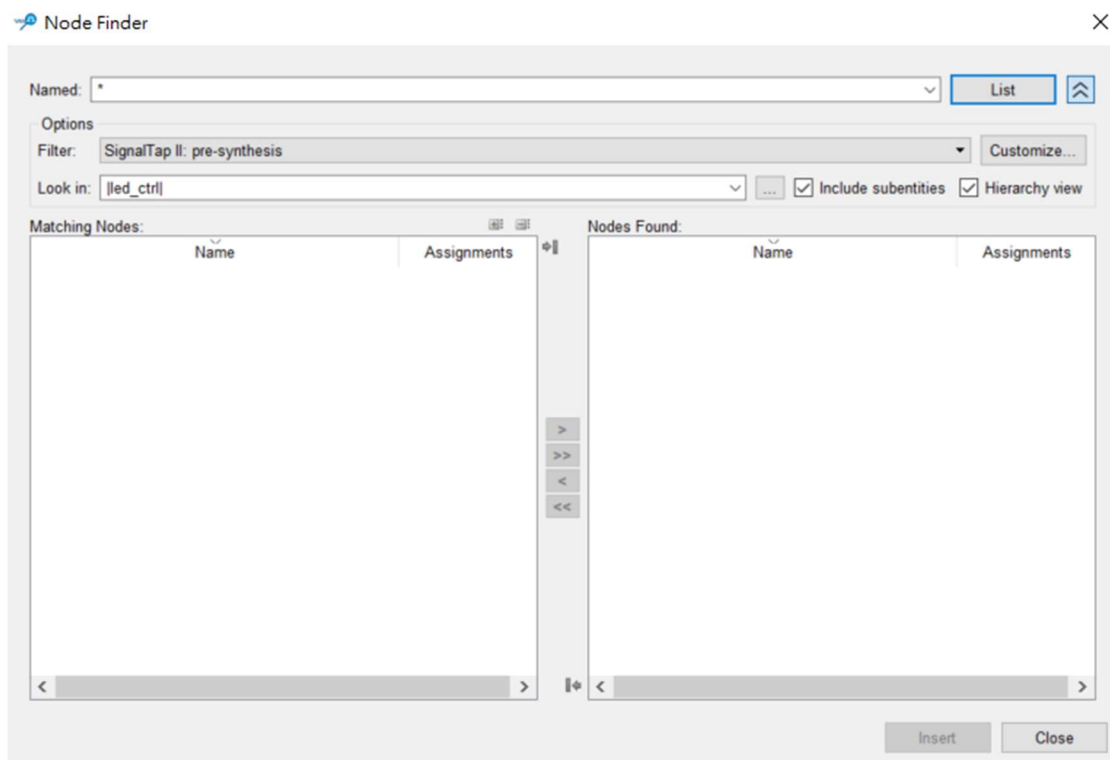 Node Finder
Named: *
List
Options
Filter: SignalTap II: pre-synthesis
Customize...
Look in: |led_ctrl|
...
Include subentities
Hierarchy view
Matching Nodes:
Nodes Found:
Name Assignments
Name Assignments
>
>>
<
<<
Insert
Close